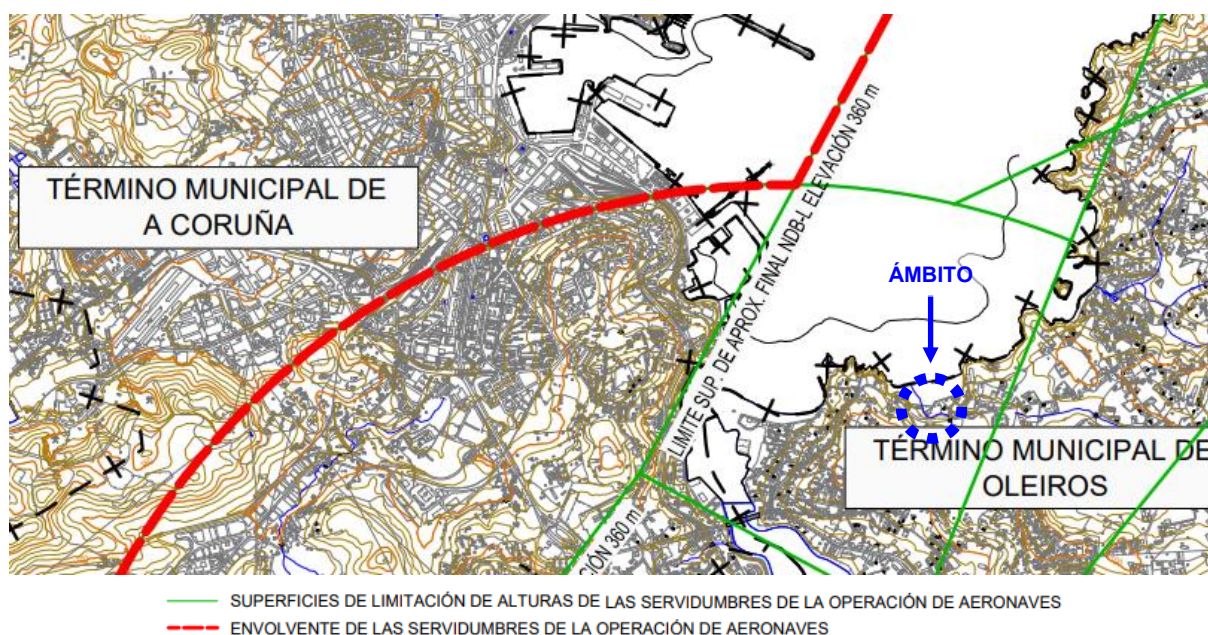 TÉRMINO MUNICIPAL DE
A CORUÑA
LIMITE SUP. DE APROX. FINAL NDB-L ELEVACIÓN 360 m
CIÓN 360 m
ÁMBITO
TÉRMINO MUNICIPAL DE
OLEIROS
SUPERFICIES DE LIMITACIÓN DE ALTURAS DE LAS SERVIDUMBRES DE LA OPERACIÓN DE AERONAVES
ENVOLVENTE DE LAS SERVIDUMBRES DE LA OPERACIÓN DE AERONAVES